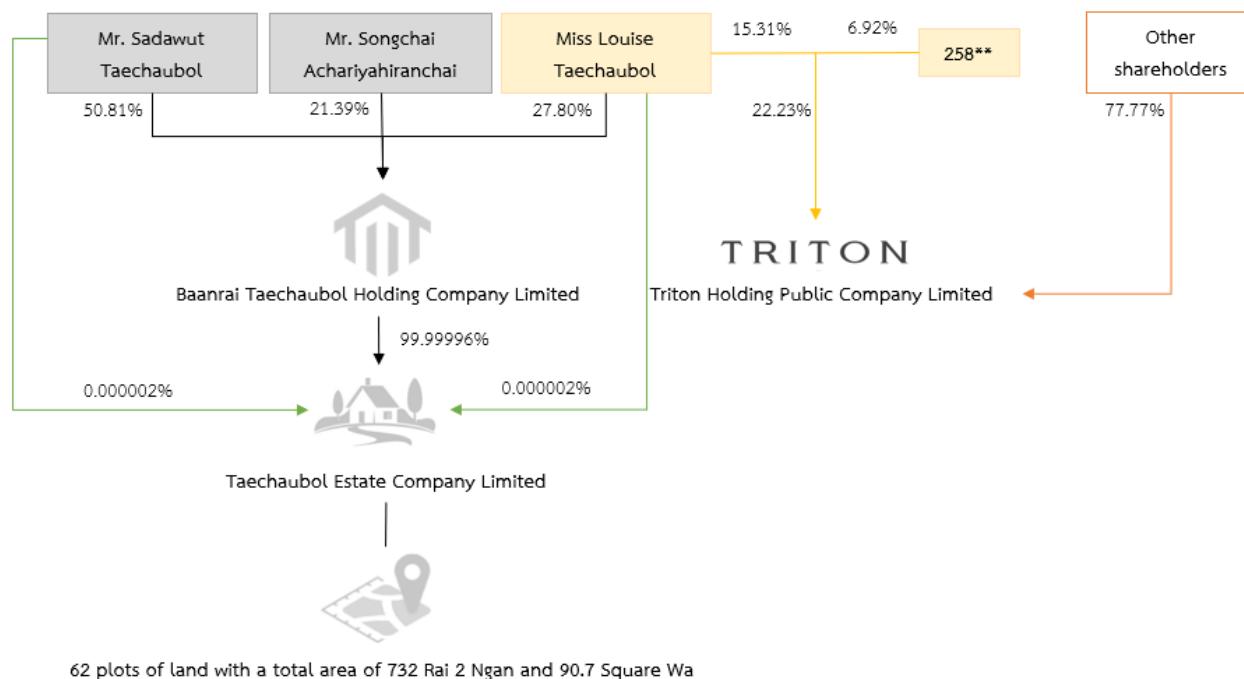 Mr. Sadawut
Taechaubol
Mr. Songchai
Achariyahiranchai
Miss Louise
Taechaubol
15.31%
6.92%
258**
Other
shareholders
50.81%
21.39%
27.80%
22.23%
77.77%
TRITON
Baanrai Taechaubol Holding Company Limited
Triton Holding Public Company Limited
99.99996%
0.000002%
0.000002%
Taechaubol Estate Company Limited
62 plots of land with a total area of 732 Rai 2 Ngan and 90.7 Square Wa